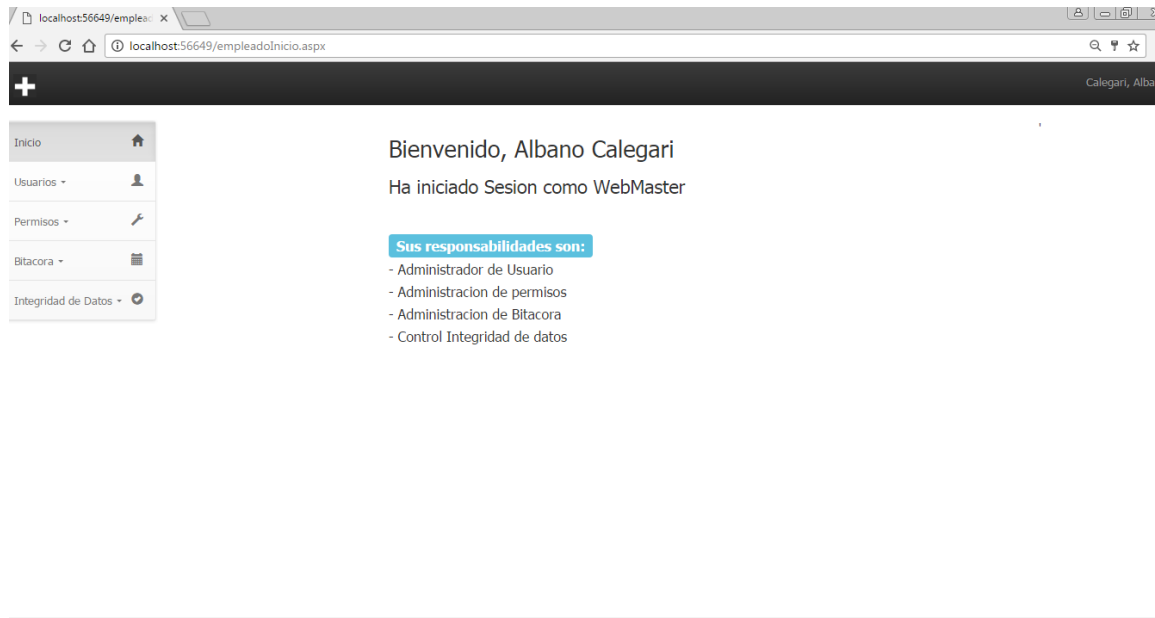 localhost:56649/empleac
localhost:56649/empleadoInicio.aspx
Calegari, Alba
Inicio
Usuarios
Permisos
Bitacora
Integridad de Datos
Bienvenido, Albano Calegari
Ha iniciado Sesion como WebMaster
Sus responsabilidades son:
- Administrador de Usuario
- Administracion de permisos
- Administracion de Bitacora
- Control Integridad de datos